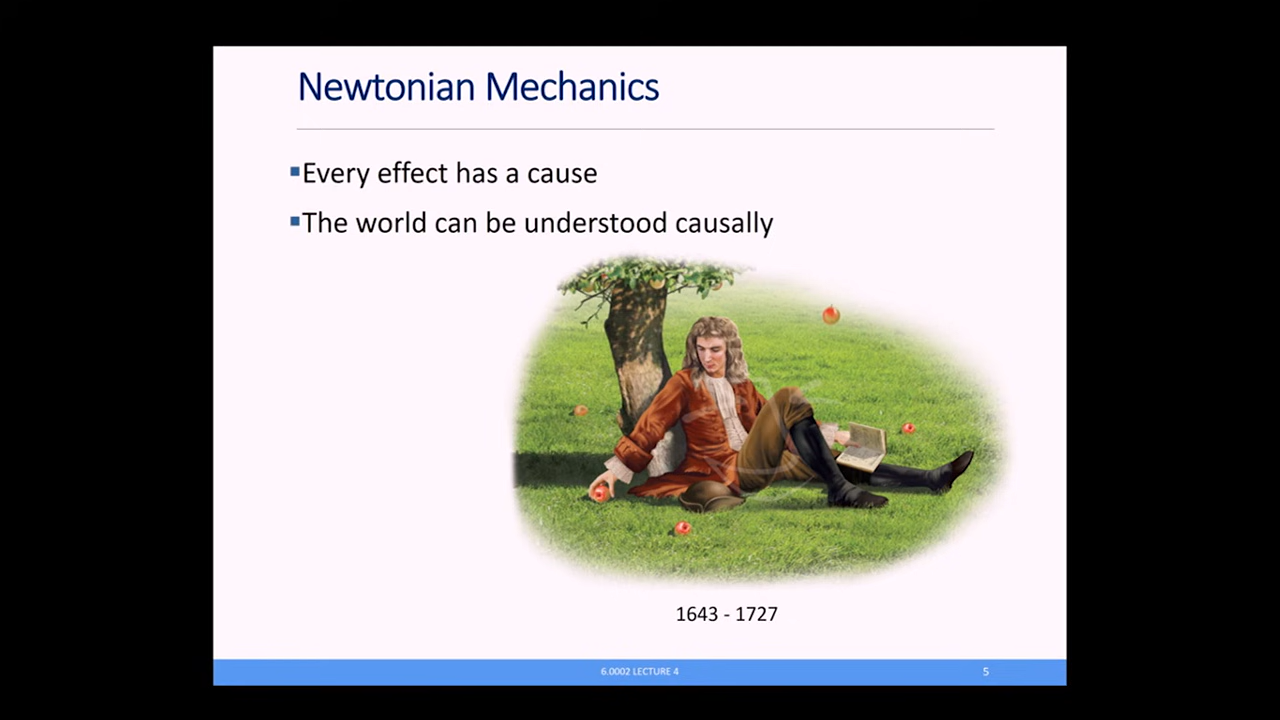 Newtonian Mechanics
▪Every effect has a cause
▪The world can be understood causally
1643 - 1727
6.0002 LECTURE 4
5